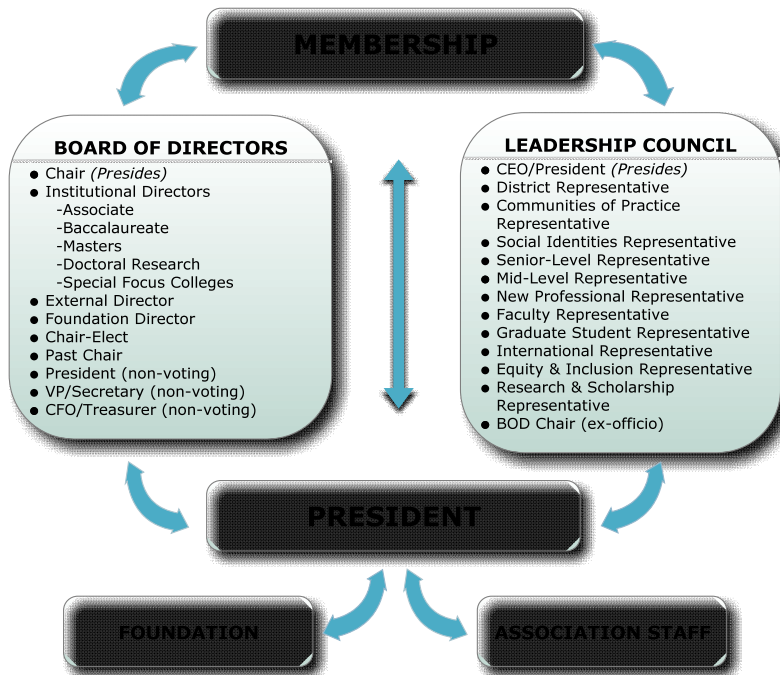 MEMBERSHIP
BOARD OF DIRECTORS
● Chair (Presides)
● Institutional Directors
-Associate
-Baccalaureate
-Masters
-Doctoral Research
-Special Focus Colleges
● External Director
● Foundation Director
● Chair-Elect
● Past Chair
● President (non-voting)
● VP/Secretary (non-voting)
● CFO/Treasurer (non-voting)
LEADERSHIP COUNCIL
● CEO/President (Presides)
● District Representative
● Communities of Practice
Representative
● Social Identities Representative
● Senior-Level Representative
● Mid-Level Representative
● New Professional Representative
● Faculty Representative
● Graduate Student Representative
● International Representative
● Equity & Inclusion Representative
● Research & Scholarship
Representative
● BOD Chair (ex-officio)
PRESIDENT
FOUNDATION
ASSOCIATION STAFF